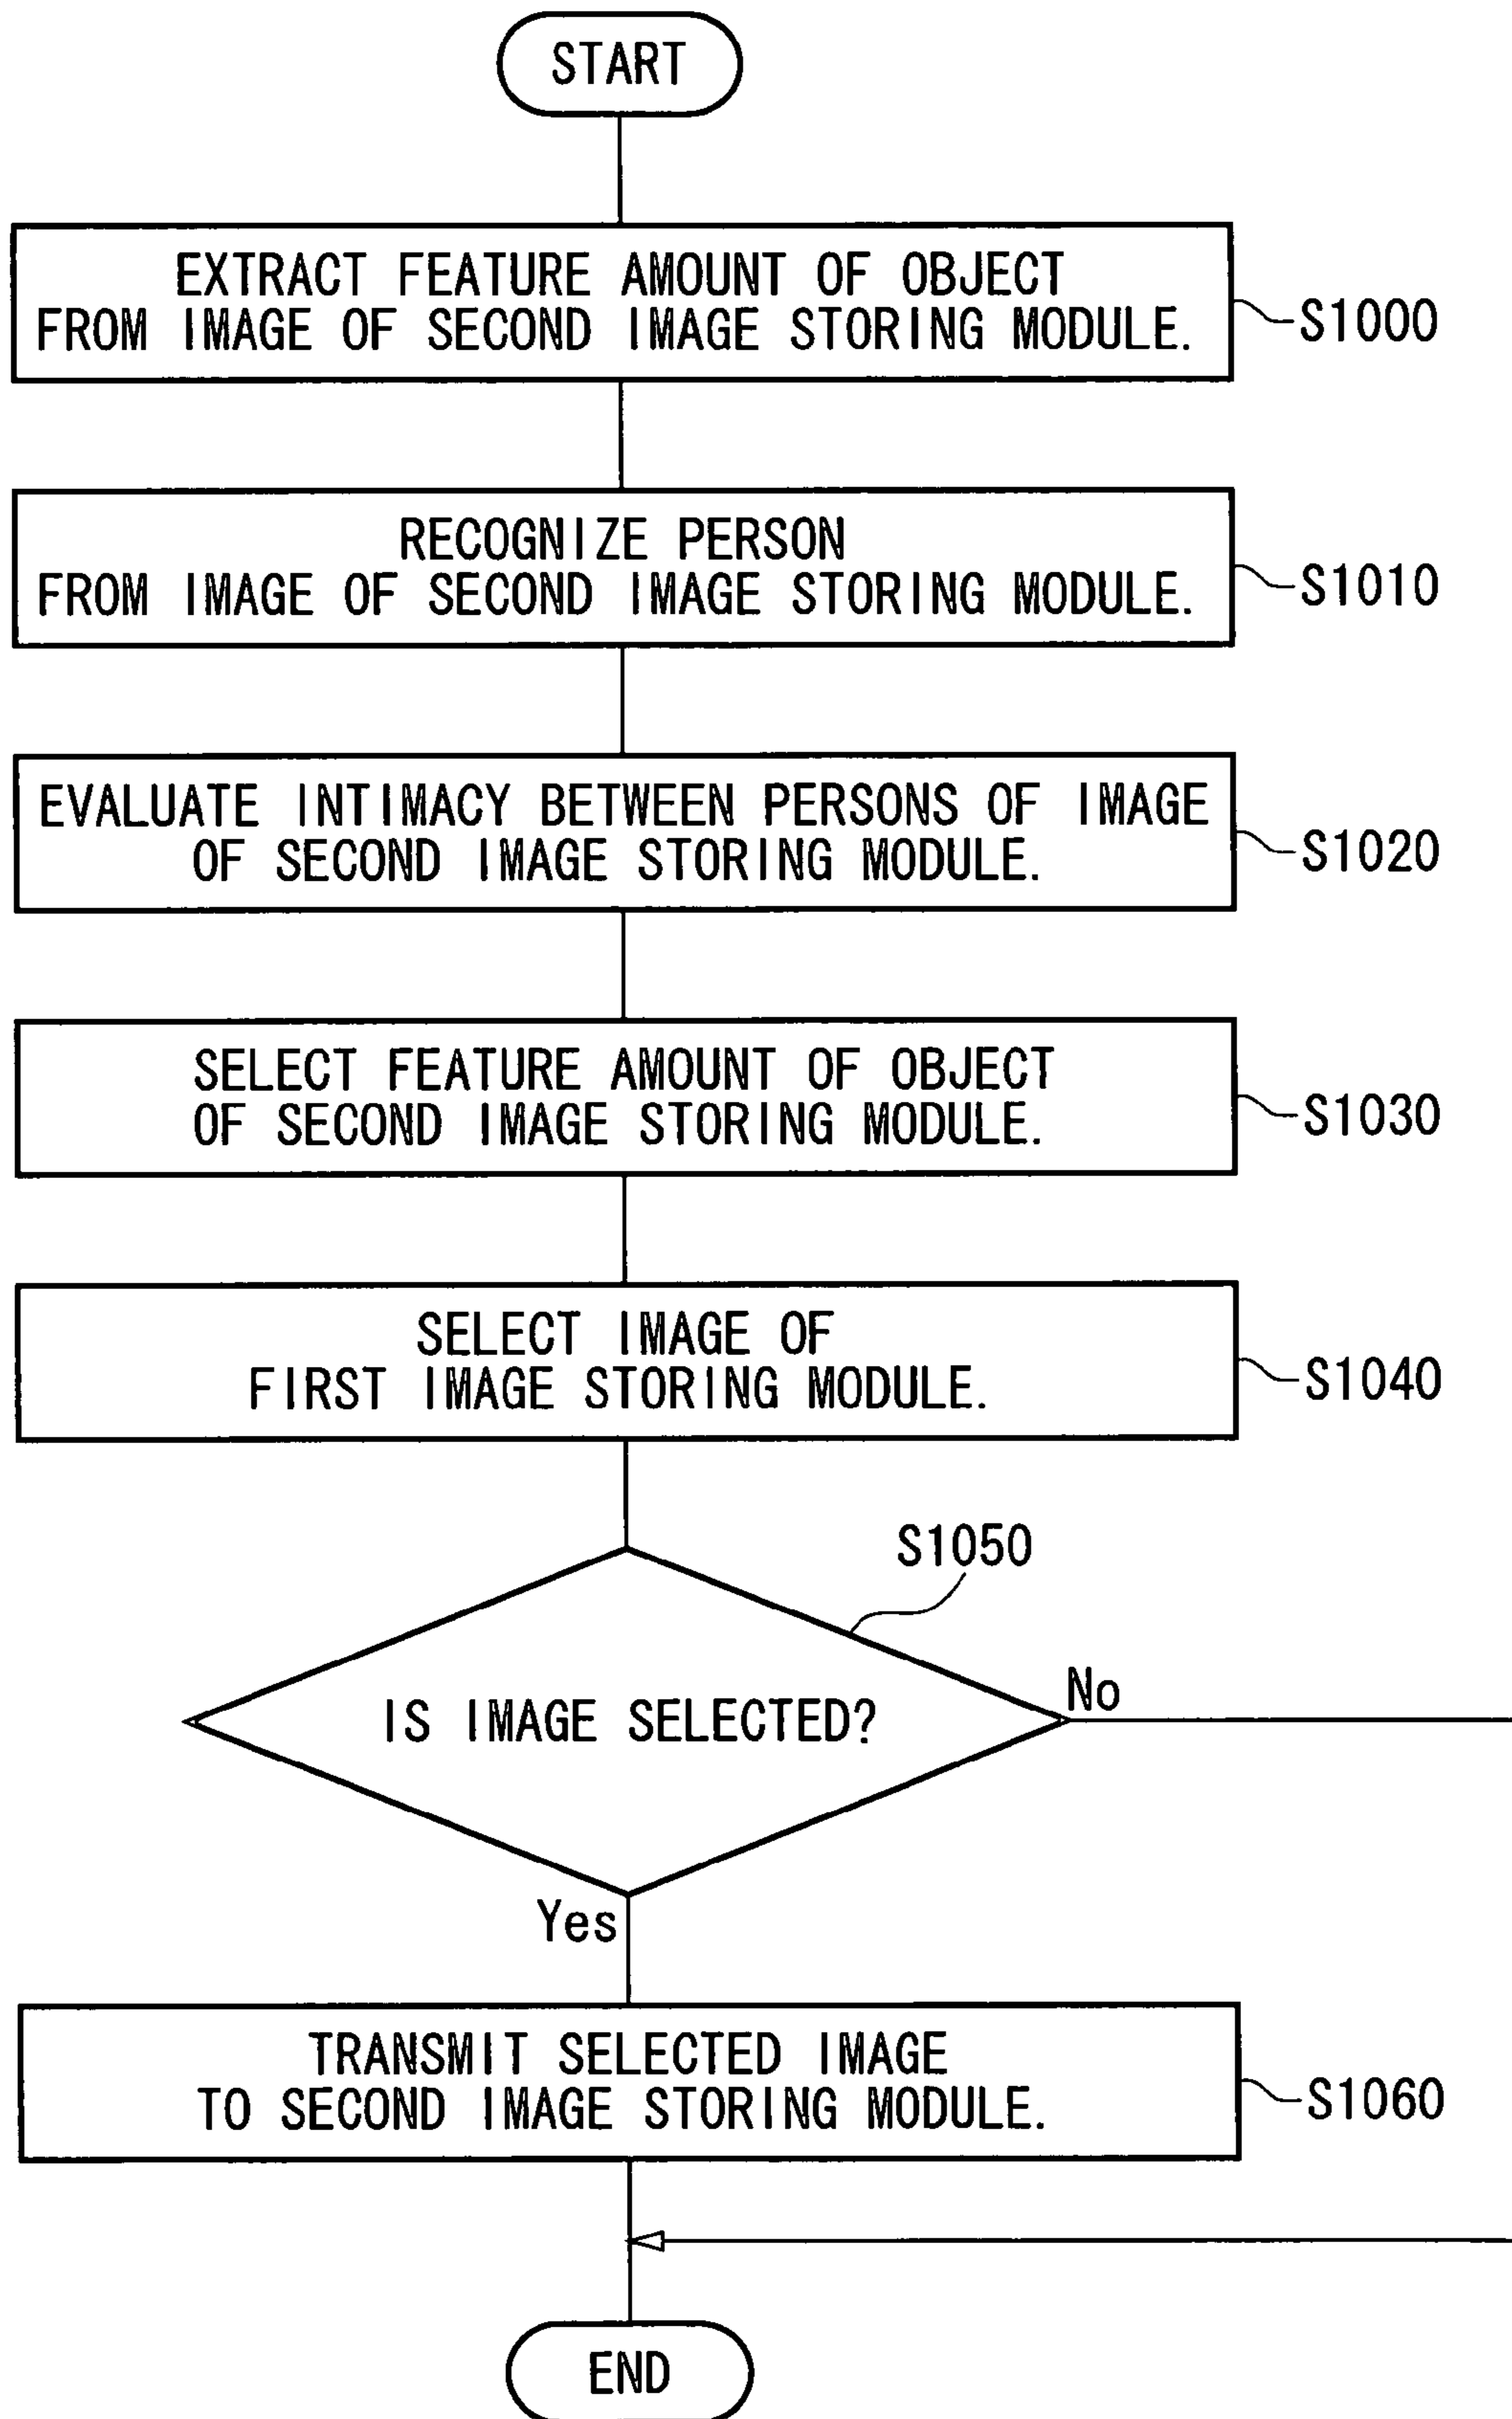 START
EXTRACT FEATURE AMOUNT OF OBJECT
FROM IMAGE OF SECOND IMAGE STORING MODULE.
S1000
RECOGNIZE PERSON
FROM IMAGE OF SECOND IMAGE STORING MODULE.
S1010
EVALUATE INTIMACY BETWEEN PERSONS OF IMAGE
OF SECOND IMAGE STORING MODULE.
S1020
SELECT FEATURE AMOUNT OF OBJECT
OF SECOND IMAGE STORING MODULE.
S1030
SELECT IMAGE OF
FIRST IMAGE STORING MODULE.
S1040
S1050
IS IMAGE SELECTED?
No
Yes
TRANSMIT SELECTED IMAGE
TO SECOND IMAGE STORING MODULE.
S1060
END